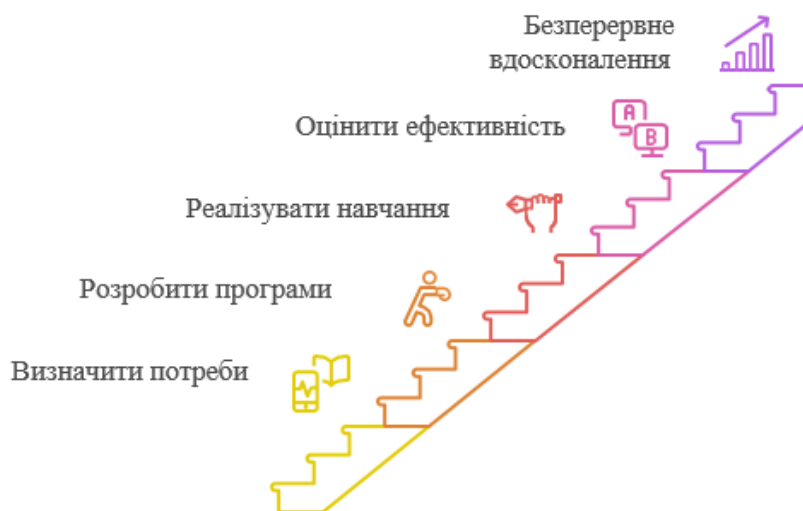 Безперервне
вдосконалення
A
B
Оцінити ефективність
Реалізувати навчання
Розробити програми
Визначити потреби